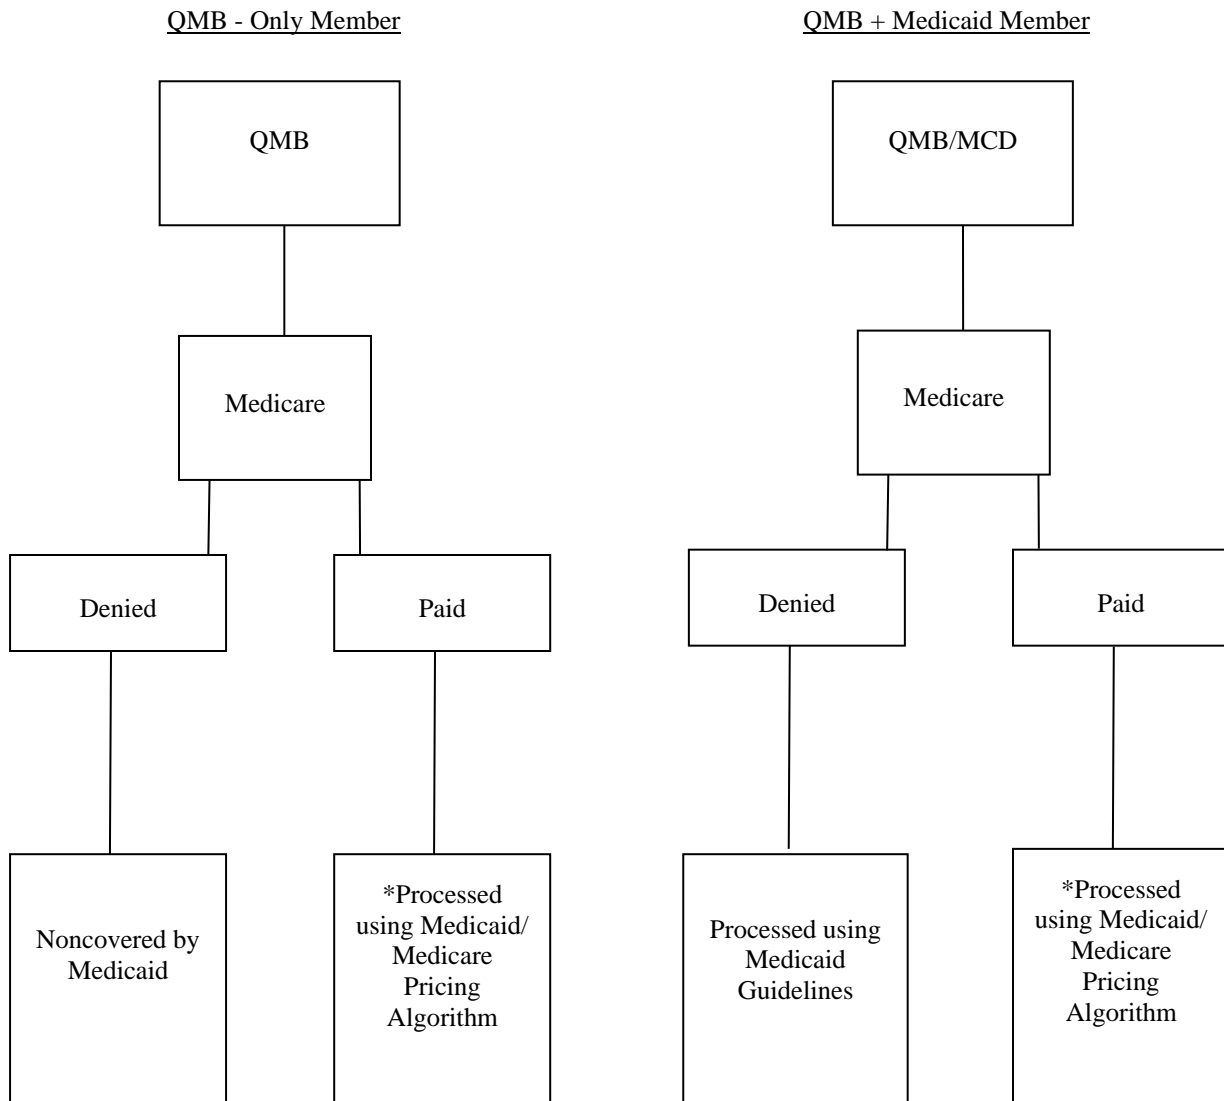 QMB - Only Member
QMB + Medicaid Member
QMB
QMB/MCD
Medicare
Medicare
Denied
Paid
Denied
Paid
Noncovered by
Medicaid
*Processed
using Medicaid/
Medicare
Pricing
Algorithm
Processed using
Medicaid
Guidelines
*Processed
using Medicaid/
Medicare
Pricing
Algorithm